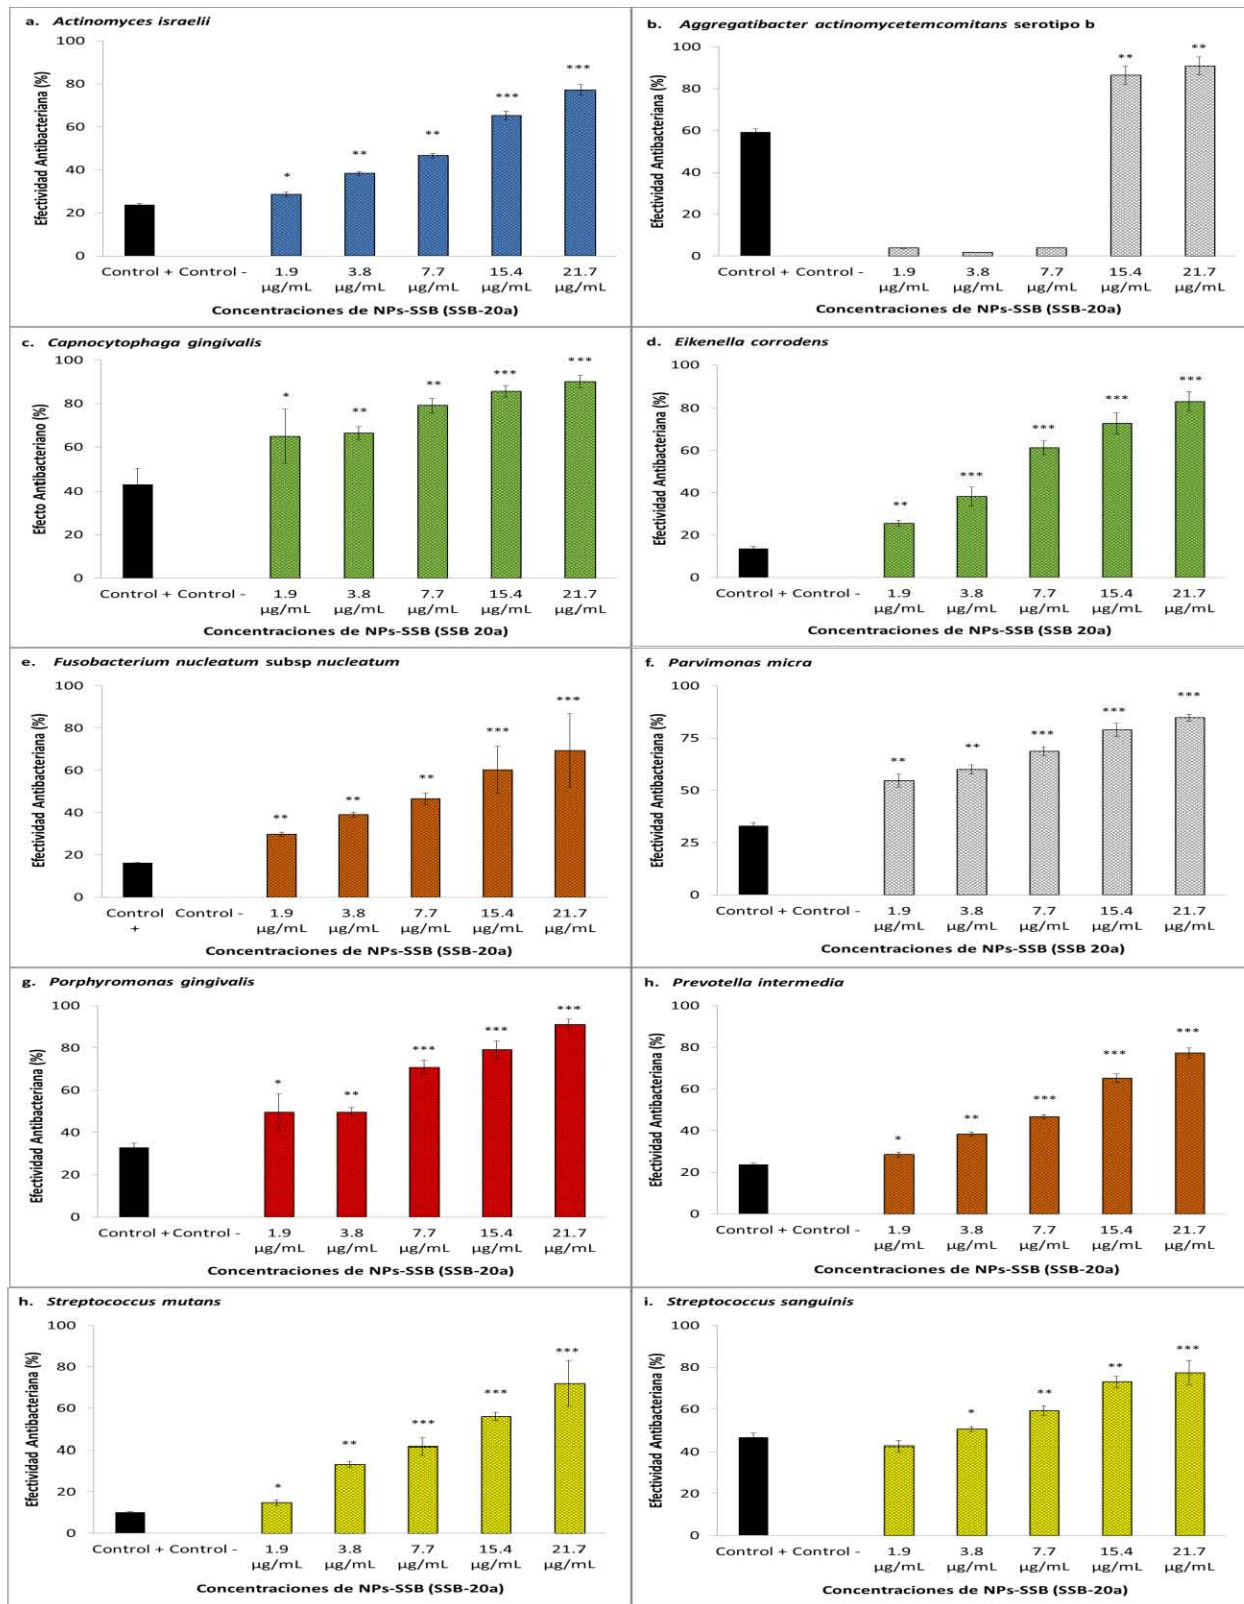 a. Actinomyces israelii
Efectividad Antibacteriana (%)
100
80
60
40
20
0
* ** ** *** ***
Control + Control - 1.9 3.8 7.7 15.4 21.7
µg/mL µg/mL µg/mL µg/mL µg/mL
Concentraciones de NPs-SSB (SSB-20a)
b. Aggregatibacter actinomycetemcomitans serotipo b
Efectividad Antibacteriana (%)
100
80
60
40
20
0
** **
Control + Control - 1.9 3.8 7.7 15.4 21.7
µg/mL µg/mL µg/mL µg/mL µg/mL
Concentraciones de NPs-SSB (SSB-20a)
c. Capnocytophaga gingivalis
Efecto Antibacteriano (%)
100
80
60
40
20
0
* ** ** *** ***
Control + Control - 1.9 3.8 7.7 15.4 21.7
µg/mL µg/mL µg/mL µg/mL µg/mL
Concentraciones de NPs-SSB (SSB 20a)
d. Eikenella corrodens
Efectividad Antibacteriana (%)
100
80
60
40
20
0
** *** *** *** ***
Control + Control - 1.9 3.8 7.7 15.4 21.7
µg/mL µg/mL µg/mL µg/mL µg/mL
Concentraciones de NPs-SSB (SSB 20a)
e. Fusobacterium nucleatum subsp nucleatum
Efectividad Antibacteriana (%)
100
80
60
40
20
0
** ** ** *** ***
Control Control - 1.9 3.8 7.7 15.4 21.7
+ µg/mL µg/mL µg/mL µg/mL µg/mL
Concentraciones de NPs-SSB (SSB-20a)
f. Parvimonas micra
Efectividad Antibacteriana (%)
100
75
50
25
0
** ** *** *** ***
Control + Control - 1.9 3.8 7.7 15.4 21.7
µg/mL µg/mL µg/mL µg/mL µg/mL
Concentraciones de NPs-SSB (SSB 20a)
g. Porphyromonas gingivalis
Efectividad Antibacteriana (%)
100
80
60
40
20
0
* ** *** *** ***
Control + Control - 1.9 3.8 7.7 15.4 21.7
µg/mL µg/mL µg/mL µg/mL µg/mL
Concentraciones de NPs-SSB (SSB-20a)
h. Prevotella intermedia
Efectividad Antibacteriana (%)
100
80
60
40
20
0
* ** *** *** ***
Control + Control - 1.9 3.8 7.7 15.4 21.7
µg/mL µg/mL µg/mL µg/mL µg/mL
Concentraciones de NPs-SSB (SSB-20a)
h. Streptococcus mutans
Efectividad Antibacteriana (%)
100
80
60
40
20
0
* ** *** *** ***
Control + Control - 1.9 3.8 7.7 15.4 21.7
µg/mL µg/mL µg/mL µg/mL µg/mL
Concentraciones de NPs-SSB (SSB-20a)
i. Streptococcus sanguinis
Efectividad Antibacteriana (%)
100
80
60
40
20
0
* ** ** ***
Control + Control - 1.9 3.8 7.7 15.4 21.7
µg/mL µg/mL µg/mL µg/mL µg/mL
Concentraciones de NPs-SSB (SSB-20a)